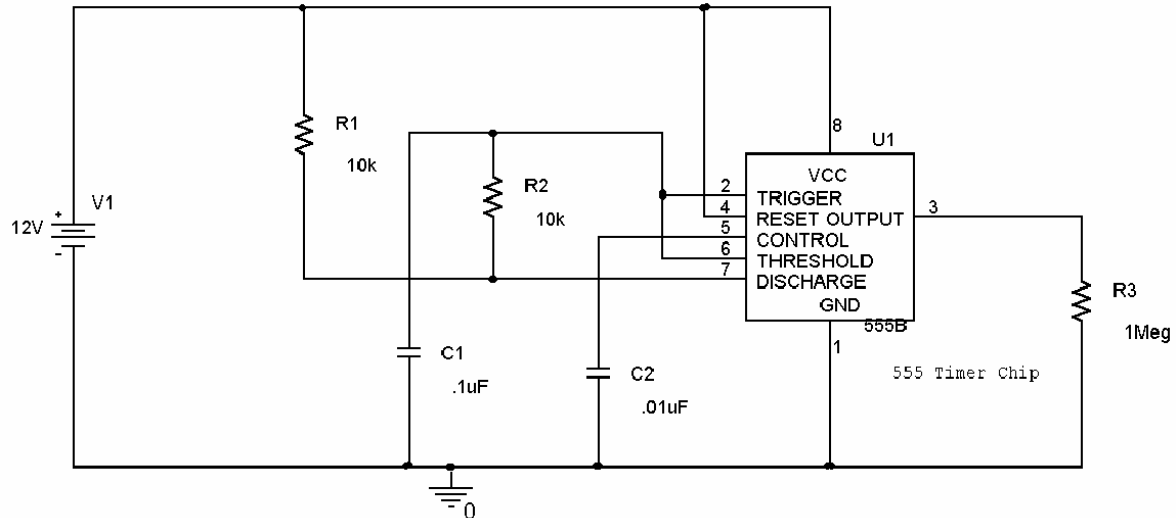 8
U1
R1
10k
R2
10k
VCC
2 TRIGGER
4 RESET OUTPUT 3
5 CONTROL
6 THRESHOLD
7 DISCHARGE
GND
555B
1
V1
12V
+
-
R3
1Meg
C1
.1uF
C2
.01uF
555 Timer Chip
0